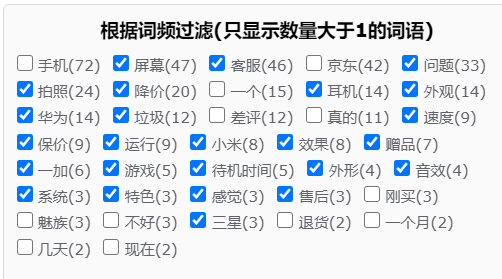 根据词频过滤(只显示数量大于1的词语)
手机(72) 屏幕(47) 客服(46) 京东(42) 问题(33)
拍照(24) 降价(20) 一个(15) 耳机(14) 外观(14)
华为(14) 垃圾(12) 差评(12) 真的(11) 速度(9)
保价(9) 运行(9) 小米(8) 效果(8) 赠品(7)
一加(6) 游戏(5) 待机时间(5) 外形(4) 音效(4)
系统(3) 特色(3) 感觉(3) 售后(3) 刚买(3)
魅族(3) 不好(3) 三星(3) 退货(2) 一个月(2)
几天(2) 现在(2)